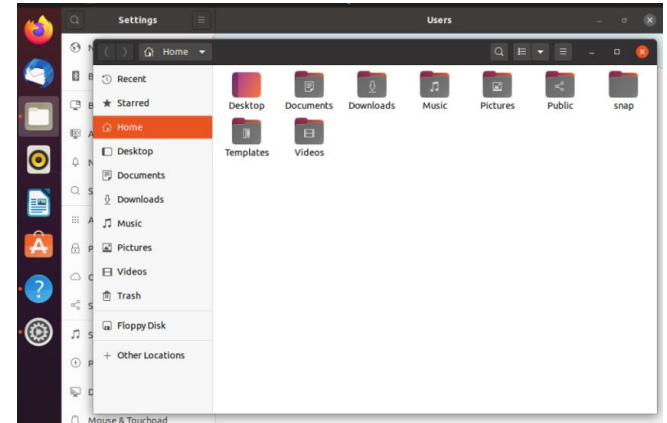 Settings
Users
N
Home
B
Recent
B
Starred
A
Home
N
Desktop
S
Documents
A
Downloads
P
Music
C
Pictures
S
Videos
S
Trash
P
Floppy Disk
D
Other Locations
Mouse & Touchpad
Desktop Documents Downloads Music Pictures Public snap
Templates Videos